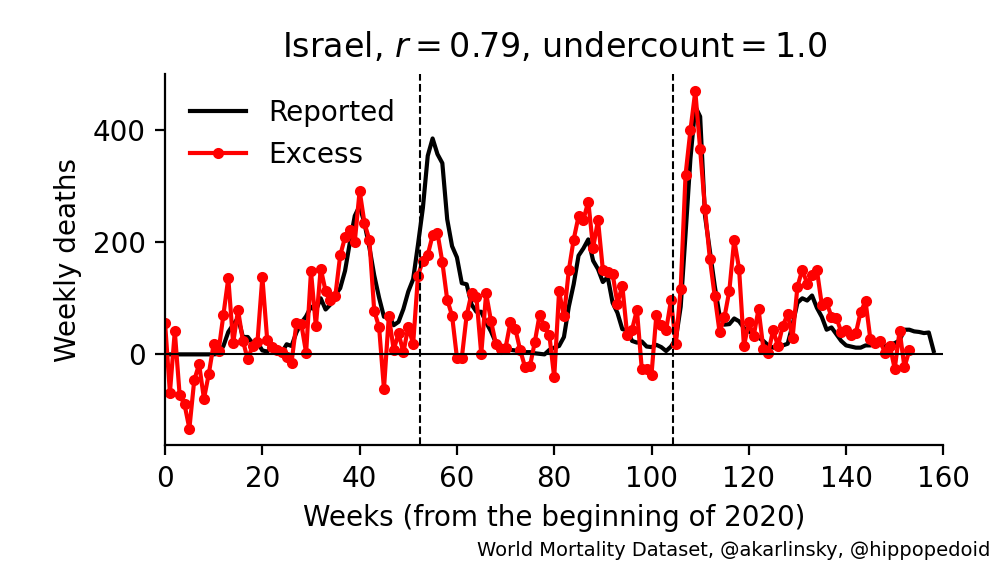 Israel, r = 0.79, undercount = 1.0
Reported
Excess
Weekly deaths
400
200
0
0 20 40 60 80 100 120 140 160
Weeks (from the beginning of 2020)
World Mortality Dataset, @akarlinsky, @hippopedoid